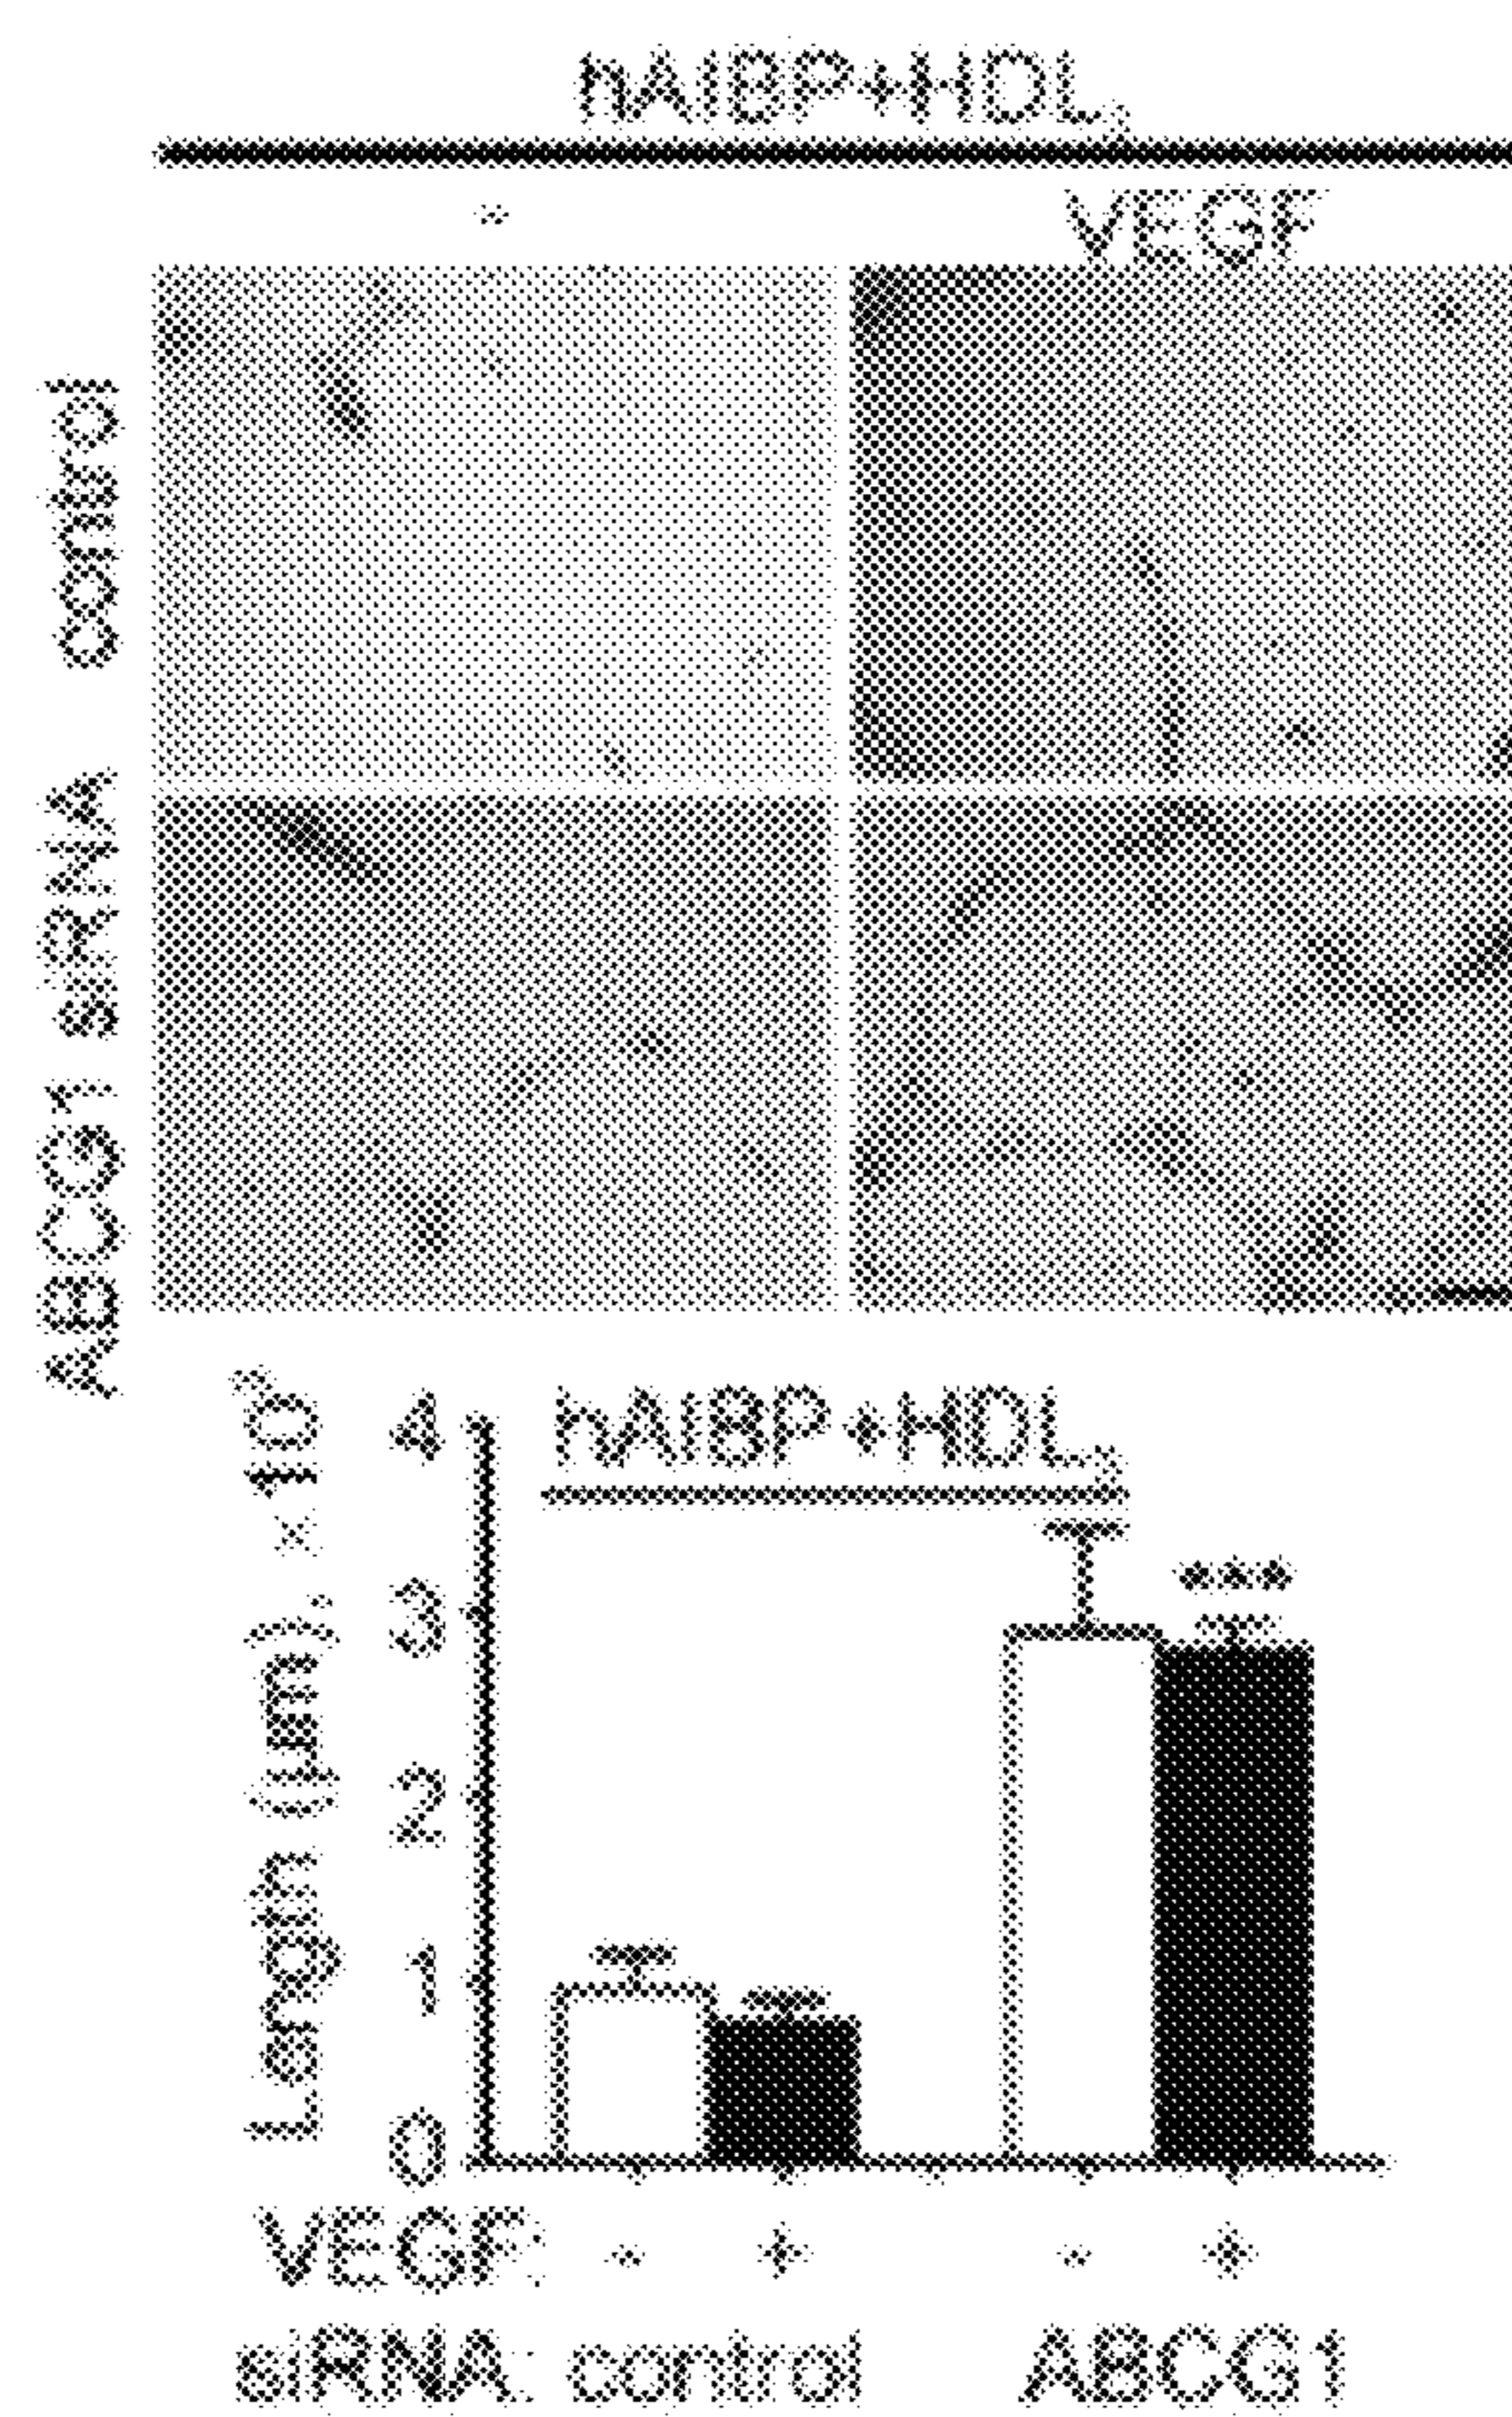 hAIBP+HDL3
- VEGF
control
ABCG1 siRNA
hAIBP+HDL3
Length (μm), ×10³
4
3
2
1
0
***
VEGF: - + - +
siRNA: control ABCG1